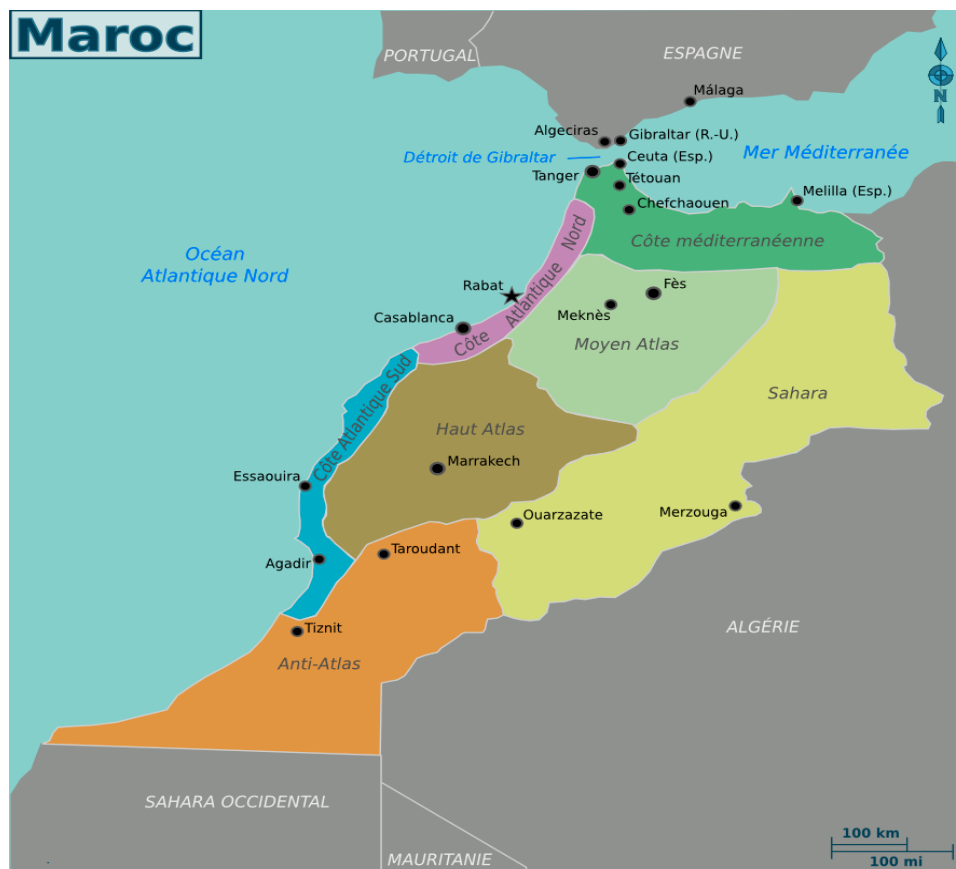 Maroc
PORTUGAL
ESPAGNE
N
Málaga
Algeciras
Gibraltar (R.-U.)
Détroit de Gibraltar
Ceuta (Esp.)
Mer Méditerranée
Tanger
Tétouan
Melilla (Esp.)
Chefchaouen
Côte méditerranéenne
Océan
Atlantique Nord
Côte Atlantique Nord
Rabat
Fès
Casablanca
Meknès
Moyen Atlas
Côte Atlantique Sud
Sahara
Haut Atlas
Marrakech
Essaouira
Ouarzazate
Merzouga
Agadir
Taroudant
Tiznit
ALGÉRIE
Anti-Atlas
SAHARA OCCIDENTAL
MAURITANIE
100 km
100 mi